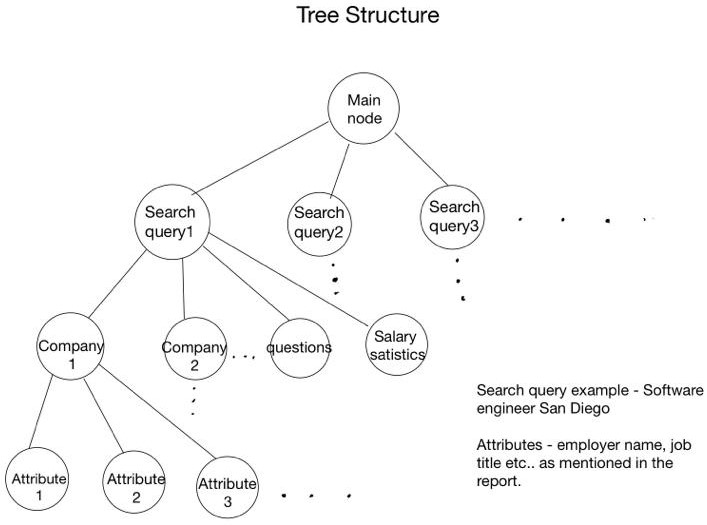 Tree Structure
Main
node
Search
query1
Search
query2
Search
query3
Company
1
Company
2
questions
Salary
satistics
Search query example - Software
engineer San Diego
Attributes - employer name, job
title etc.. as mentioned in the
report.
Attribute
1
Attribute
2
Attribute
3